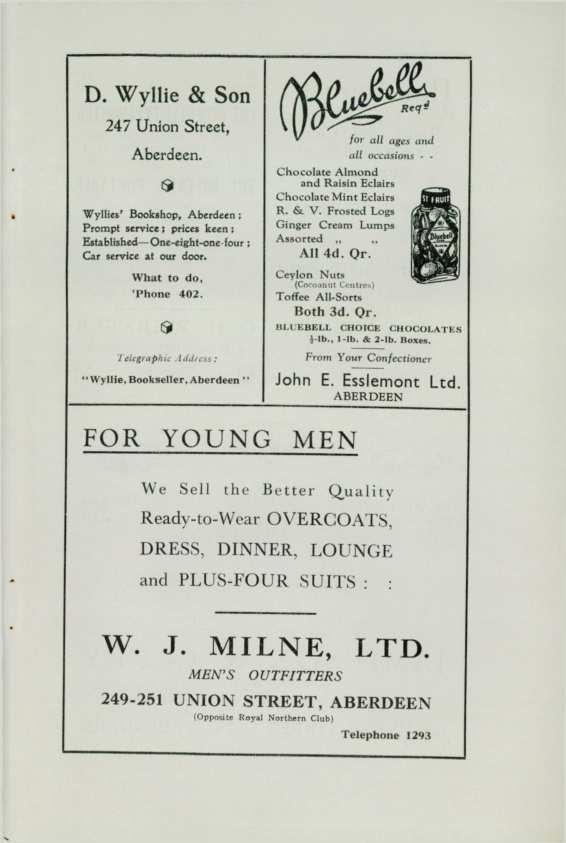 D. Wyllie & Son
247 Union Street,
Aberdeen.
Wyllies' Bookshop, Aberdeen ;
Prompt service ; prices keen ;
Established—One-eight-one-four ;
Car service at our door.
What to do,
'Phone 402.
Telegraphic Address :
"Wyllie, Bookseller, Aberdeen"
Bluebell
Regd
for all ages and
all occasions - -
Chocolate Almond
and Raisin Eclairs
Chocolate Mint Eclairs
R. & V. Frosted Logs
Ginger Cream Lumps
Assorted „ „
All 4d. Qr.
ST FRUIT
Bluebell
Ceylon Nuts
(Cocoanut Centres)
Toffee All-Sorts
Both 3d. Qr.
BLUEBELL CHOICE CHOCOLATES
½-lb., 1-lb. & 2-lb. Boxes.
From Your Confectioner
John E. Esslemont Ltd.
ABERDEEN
FOR YOUNG MEN
We Sell the Better Quality
Ready-to-Wear OVERCOATS,
DRESS, DINNER, LOUNGE
and PLUS-FOUR SUITS : :
W. J. MILNE, LTD.
MEN'S OUTFITTERS
249-251 UNION STREET, ABERDEEN
(Opposite Royal Northern Club)
Telephone 1293